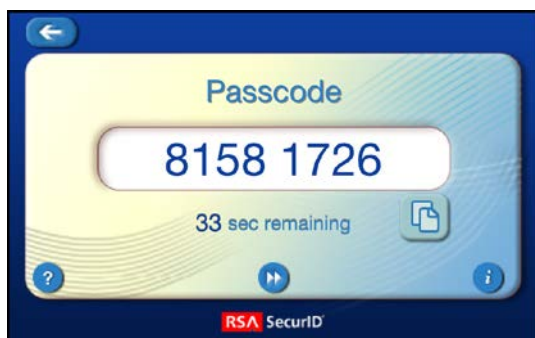 Passcode
8158 1726
33 sec remaining
?
i
RSA SecurID